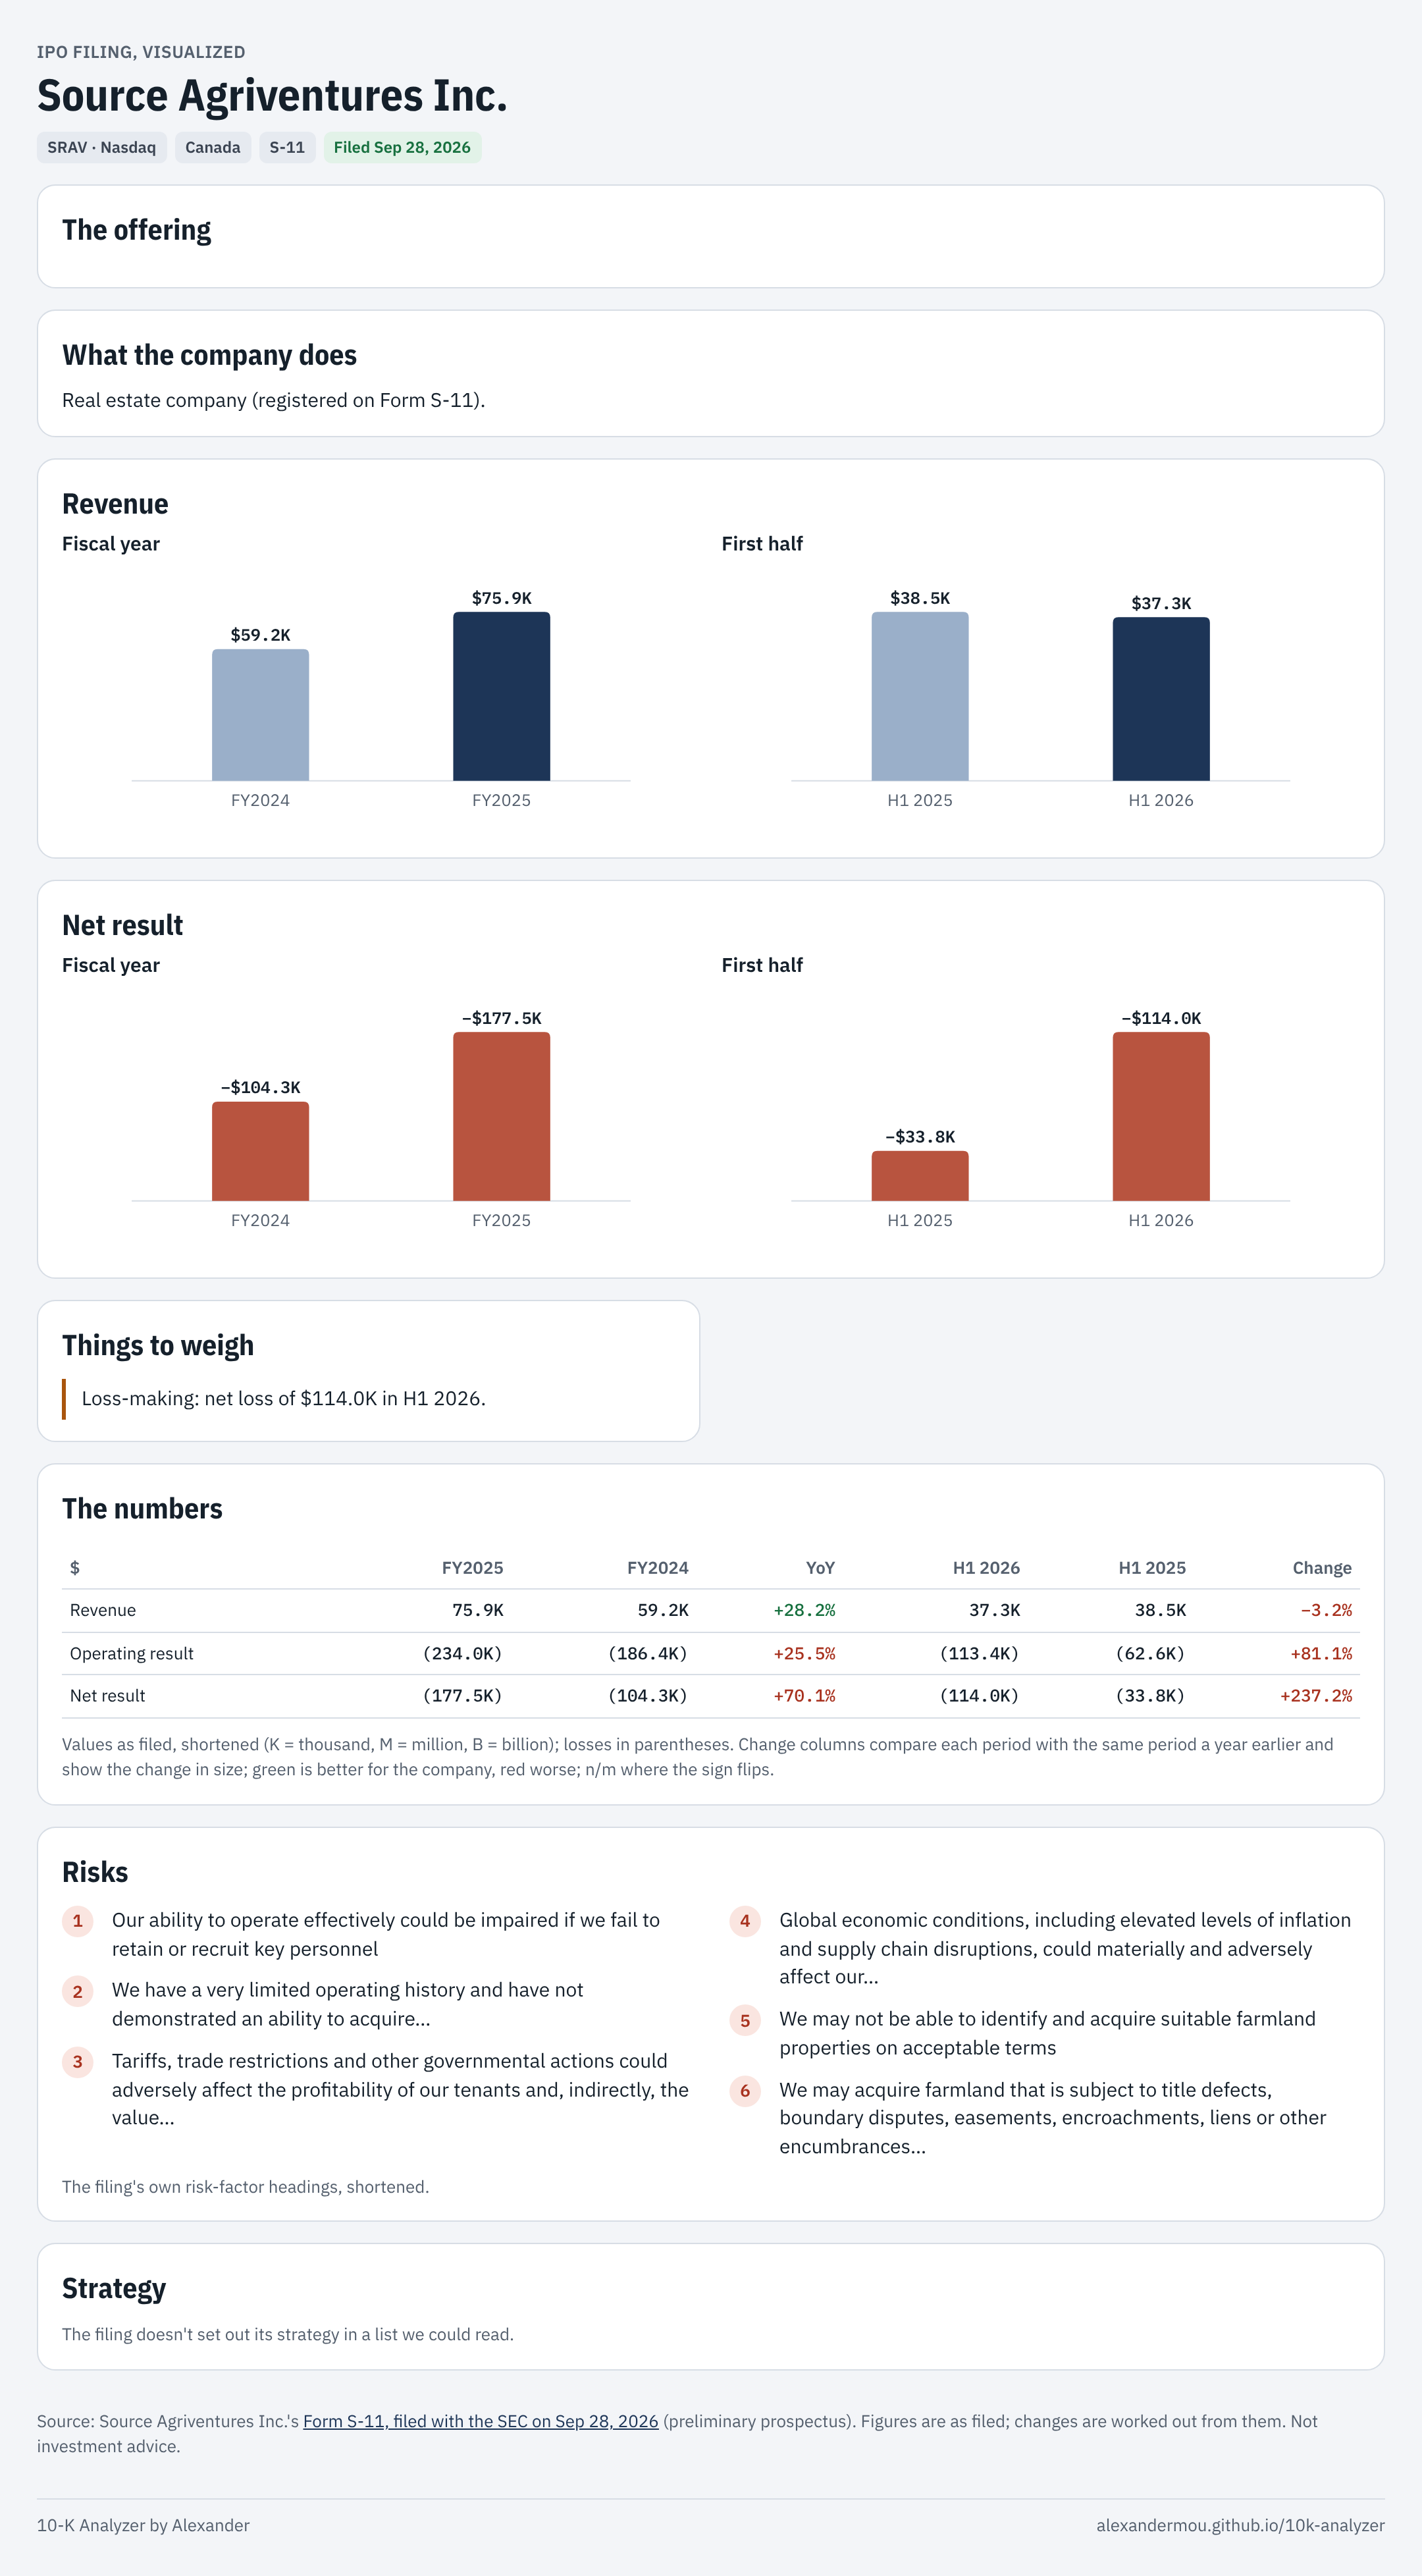 IPO FILING, VISUALIZED
Source Agriventures Inc.
SRAV · Nasdaq Canada S-11 Filed Sep 28, 2026
The offering
What the company does
Real estate company (registered on Form S-11).
Revenue
Fiscal year
$59.2K
$75.9K
FY2024
FY2025
First half
$38.5K
$37.3K
H1 2025
H1 2026
Net result
Fiscal year
−$104.3K
−$177.5K
FY2024
FY2025
First half
−$33.8K
−$114.0K
H1 2025
H1 2026
Things to weigh
Loss-making: net loss of $114.0K in H1 2026.
The numbers
$ FY2025 FY2024 YoY H1 2026 H1 2025 Change
Revenue 75.9K 59.2K +28.2% 37.3K 38.5K −3.2%
Operating result (234.0K) (186.4K) +25.5% (113.4K) (62.6K) +81.1%
Net result (177.5K) (104.3K) +70.1% (114.0K) (33.8K) +237.2%
Values as filed, shortened (K = thousand, M = million, B = billion); losses in parentheses. Change columns compare each period with the same period a year earlier and
show the change in size; green is better for the company, red worse; n/m where the sign flips.
Risks
1 Our ability to operate effectively could be impaired if we fail to
retain or recruit key personnel
2 We have a very limited operating history and have not
demonstrated an ability to acquire…
3 Tariffs, trade restrictions and other governmental actions could
adversely affect the profitability of our tenants and, indirectly, the
value…
4 Global economic conditions, including elevated levels of inflation
and supply chain disruptions, could materially and adversely
affect our…
5 We may not be able to identify and acquire suitable farmland
properties on acceptable terms
6 We may acquire farmland that is subject to title defects,
boundary disputes, easements, encroachments, liens or other
encumbrances…
The filing's own risk-factor headings, shortened.
Strategy
The filing doesn't set out its strategy in a list we could read.
Source: Source Agriventures Inc.'s Form S-11, filed with the SEC on Sep 28, 2026 (preliminary prospectus). Figures are as filed; changes are worked out from them. Not
investment advice.
10-K Analyzer by Alexander
alexandermou.github.io/10k-analyzer